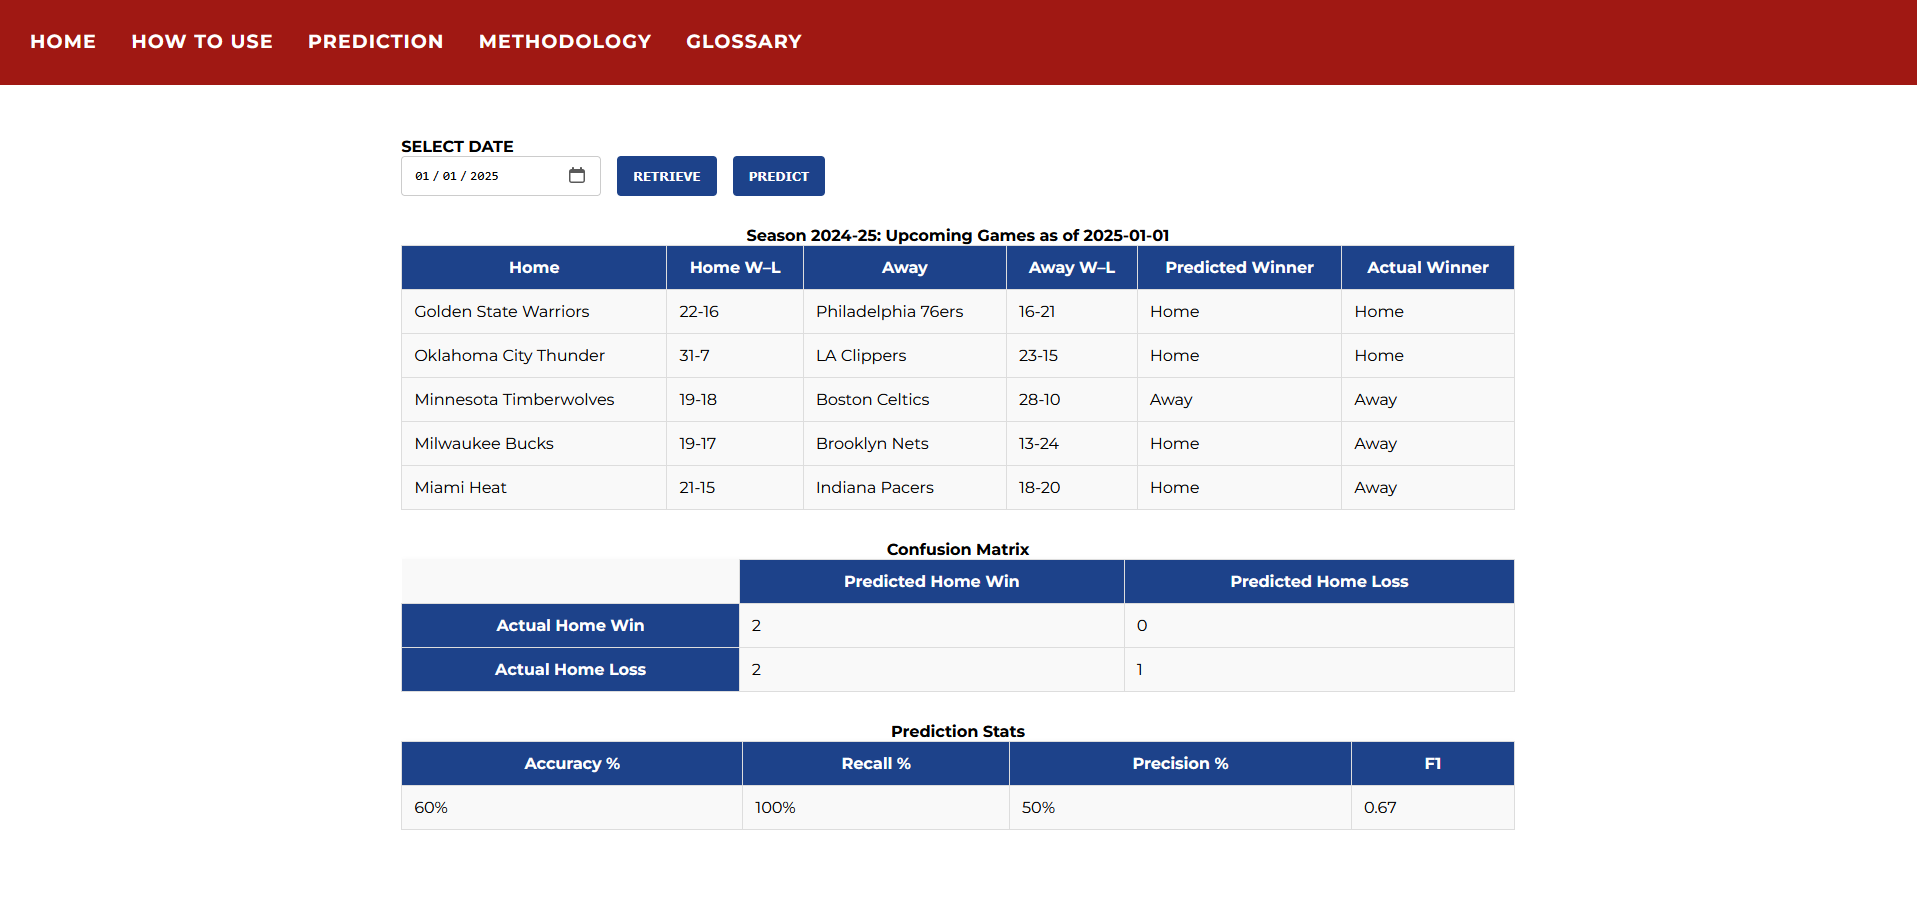 HOME HOW TO USE PREDICTION METHODOLOGY GLOSSARY
SELECT DATE
01 / 01 / 2025 RETRIEVE PREDICT
Season 2024-25: Upcoming Games as of 2025-01-01
Home Home W–L Away Away W–L Predicted Winner Actual Winner
Golden State Warriors 22-16 Philadelphia 76ers 16-21 Home Home
Oklahoma City Thunder 31-7 LA Clippers 23-15 Home Home
Minnesota Timberwolves 19-18 Boston Celtics 28-10 Away Away
Milwaukee Bucks 19-17 Brooklyn Nets 13-24 Home Away
Miami Heat 21-15 Indiana Pacers 18-20 Home Away
Confusion Matrix
Predicted Home Win Predicted Home Loss
Actual Home Win 2 0
Actual Home Loss 2 1
Prediction Stats
Accuracy % Recall % Precision % F1
60% 100% 50% 0.67